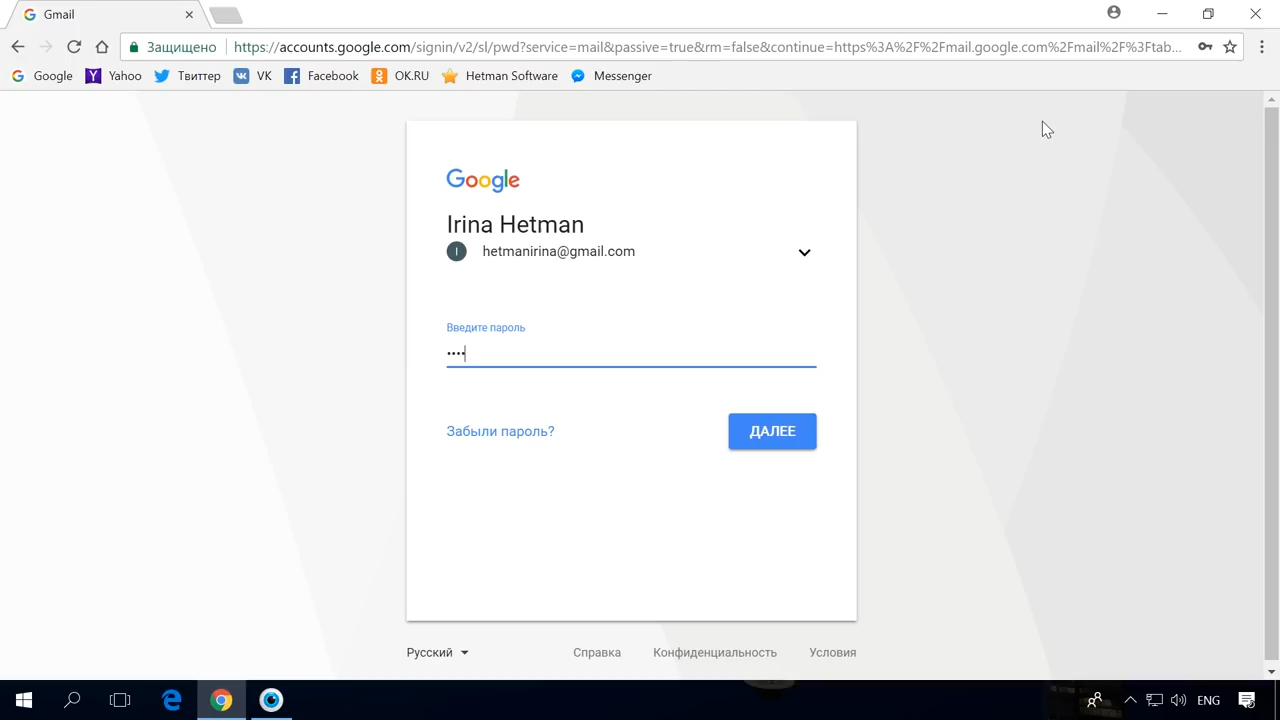 Gmail
Защищено https://accounts.google.com/signin/v2/sl/pwd?service=mail&passive=true&rm=false&continue=https%3A%2F%2Fmail.google.com%2Fmail%2F%3Ftab...
Google Yahoo Твиттер VK Facebook OK.RU Hetman Software Messenger
Google
Irina Hetman
I hetmanirina@gmail.com
Введите пароль
••••
Забыли пароль? ДАЛЕЕ
Русский Справка Конфиденциальность Условия
ENG